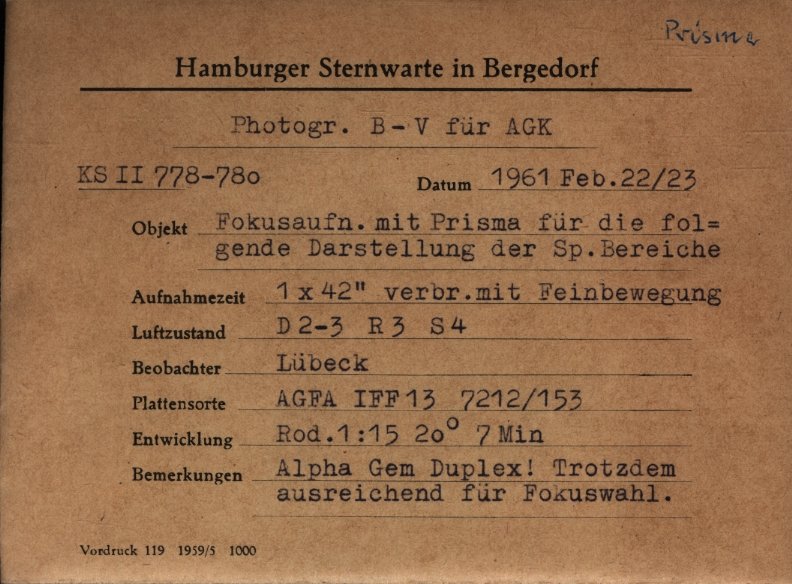 Prisma
Hamburger Sternwarte in Bergedorf
Photogr. B-V für AGK
KS II 778-780
Datum 1961 Feb.22/23
Objekt Fokusaufn. mit Prisma für die fol=
gende Darstellung der Sp.Bereiche
Aufnahmezeit 1 x 42" verbr.mit Feinbewegung
Luftzustand D 2-3 R 3 S 4
Beobachter Lübeck
Plattensorte AGFA IFF 13 7212/153
Entwicklung Rod.1:15 20° 7 Min
Bemerkungen Alpha Gem Duplex! Trotzdem
ausreichend für Fokuswahl.
Vordruck 119 1959/5 1000